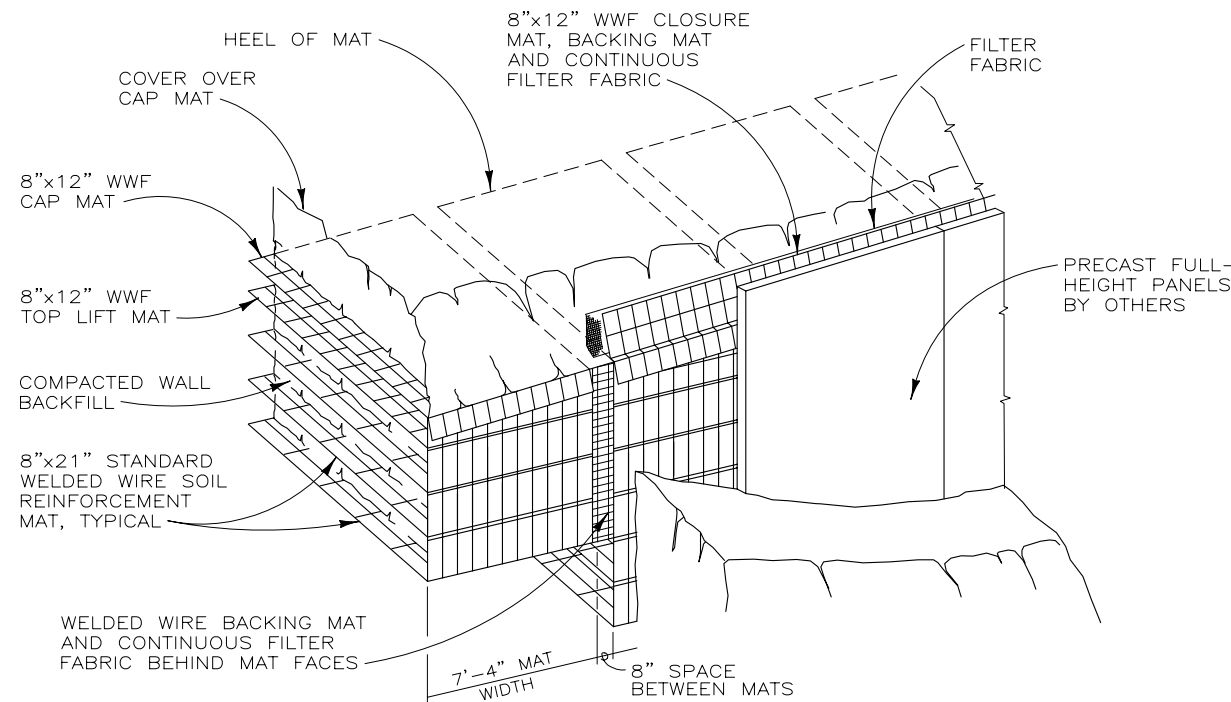 8”x12” WWF CLOSURE
MAT, BACKING MAT
AND CONTINUOUS
FILTER FABRIC
HEEL OF MAT
FILTER
FABRIC
COVER OVER
CAP MAT
8”x12” WWF
CAP MAT
PRECAST FULL-
HEIGHT PANELS
BY OTHERS
8”x12” WWF
TOP LIFT MAT
COMPACTED WALL
BACKFILL
8”x21” STANDARD
WELDED WIRE SOIL
REINFORCEMENT
MAT, TYPICAL
WELDED WIRE BACKING MAT
AND CONTINUOUS FILTER
FABRIC BEHIND MAT FACES
7’-4” MAT
WIDTH
8” SPACE
BETWEEN MATS